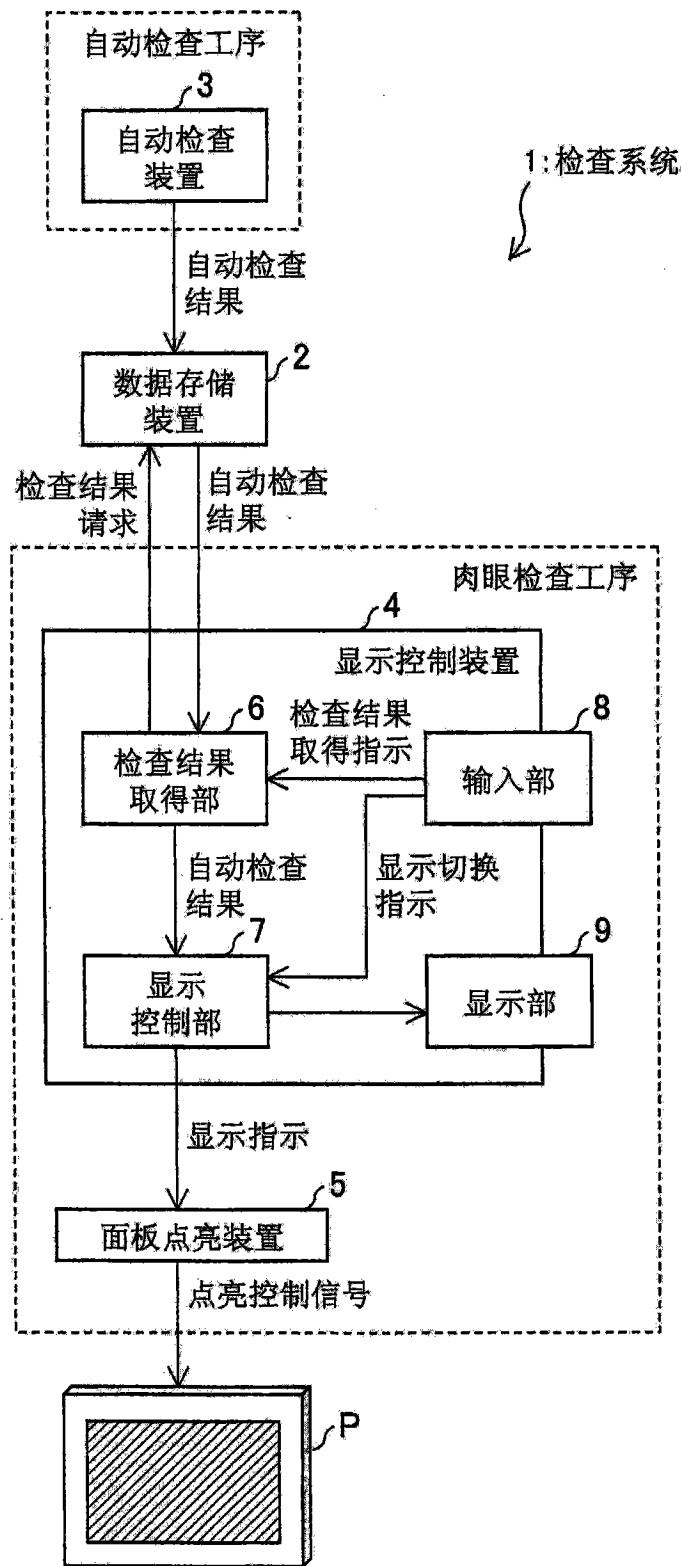 自动检查工序
3
自动检查
装置
1:检查系统
自动检查
结果
2
数据存储
装置
检查结果
请求
自动检查
结果
肉眼检查工序
4
显示控制装置
6
检查结果
取得部
检查结果
取得指示
8
输入部
自动检查
结果
显示切换
指示
7
显示
控制部
9
显示部
显示指示
5
面板点亮装置
点亮控制信号
P